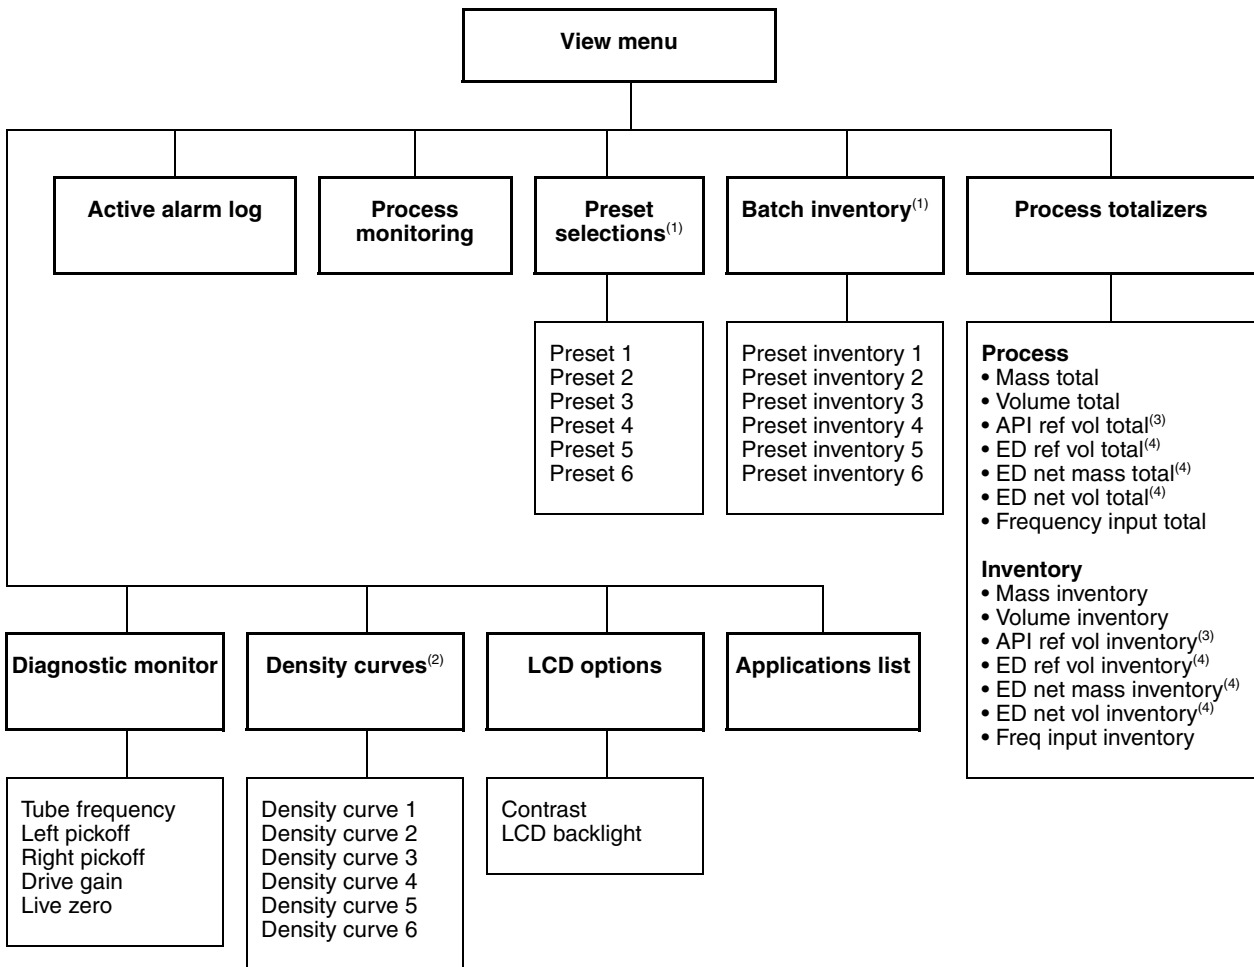 View menu
Active alarm log
Process
monitoring
Preset
selections(1)
Batch inventory(1)
Process totalizers
Preset 1
Preset 2
Preset 3
Preset 4
Preset 5
Preset 6
Preset inventory 1
Preset inventory 2
Preset inventory 3
Preset inventory 4
Preset inventory 5
Preset inventory 6
Process
• Mass total
• Volume total
• API ref vol total(3)
• ED ref vol total(4)
• ED net mass total(4)
• ED net vol total(4)
• Frequency input total
Inventory
• Mass inventory
• Volume inventory
• API ref vol inventory(3)
• ED ref vol inventory(4)
• ED net mass inventory(4)
• ED net vol inventory(4)
• Freq input inventory
Diagnostic monitor
Density curves(2)
LCD options
Applications list
Tube frequency
Left pickoff
Right pickoff
Drive gain
Live zero
Density curve 1
Density curve 2
Density curve 3
Density curve 4
Density curve 5
Density curve 6
Contrast
LCD backlight